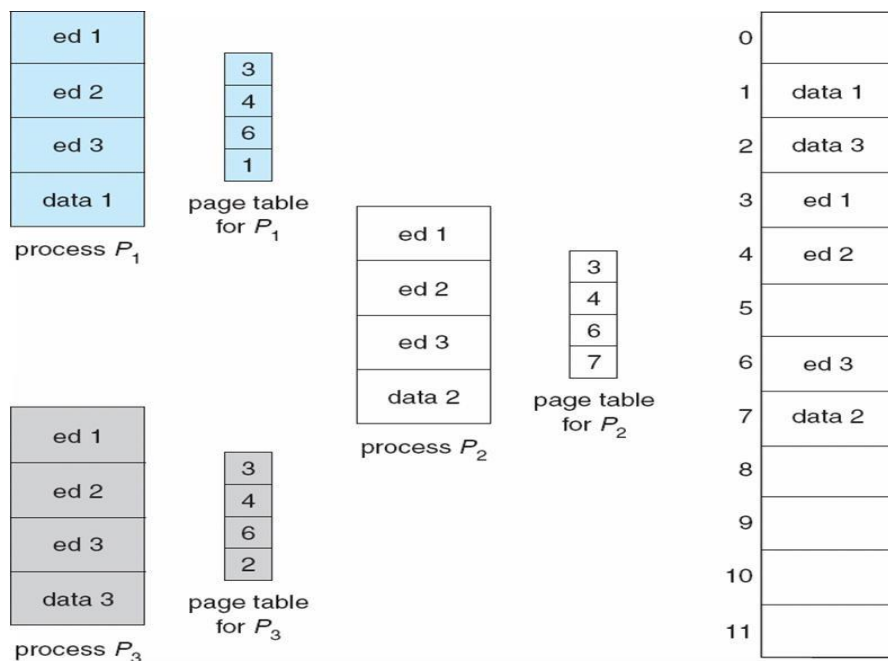 ed 1
ed 2
ed 3
data 1
process P1
3
4
6
1
page table
for P1
ed 1
ed 2
ed 3
data 2
process P2
3
4
6
7
page table
for P2
ed 1
ed 2
ed 3
data 3
process P3
3
4
6
2
page table
for P3
0
1 data 1
2 data 3
3 ed 1
4 ed 2
5
6 ed 3
7 data 2
8
9
10
11